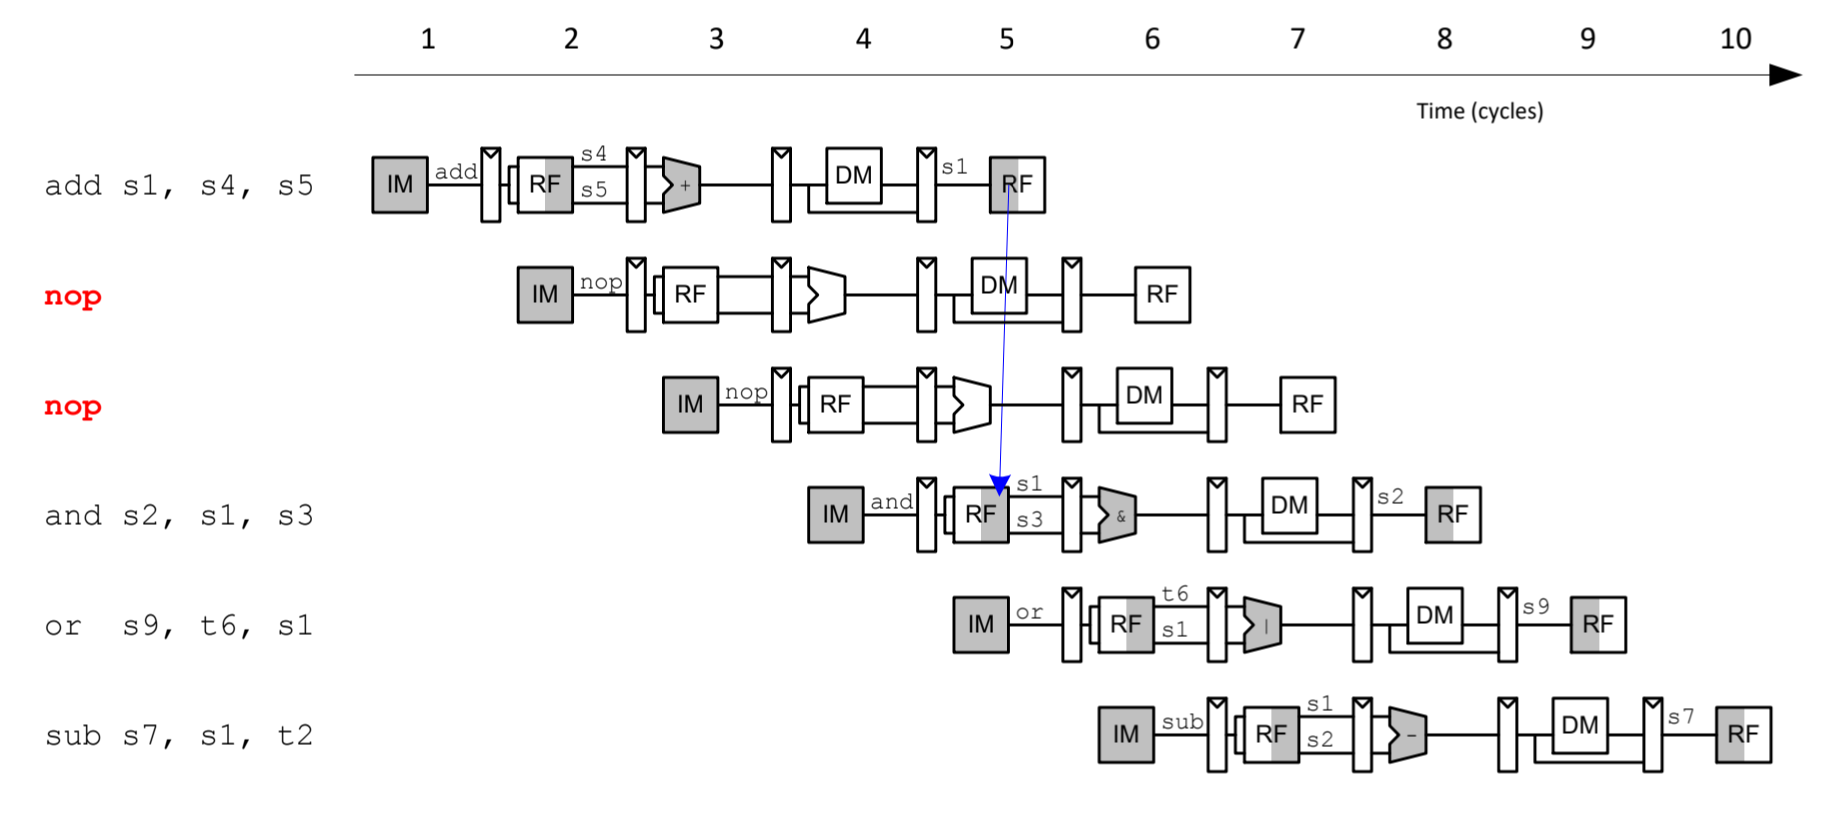 1 2 3 4 5 6 7 8 9 10
Time (cycles)
add s1, s4, s5 IM add RF s4 s5 + DM s1 RF
nop IM nop RF DM RF
nop IM nop RF DM RF
and s2, s1, s3 IM and RF s1 s3 & DM s2 RF
or s9, t6, s1 IM or RF t6 s1 | DM s9 RF
sub s7, s1, t2 IM sub RF s1 s2 - DM s7 RF